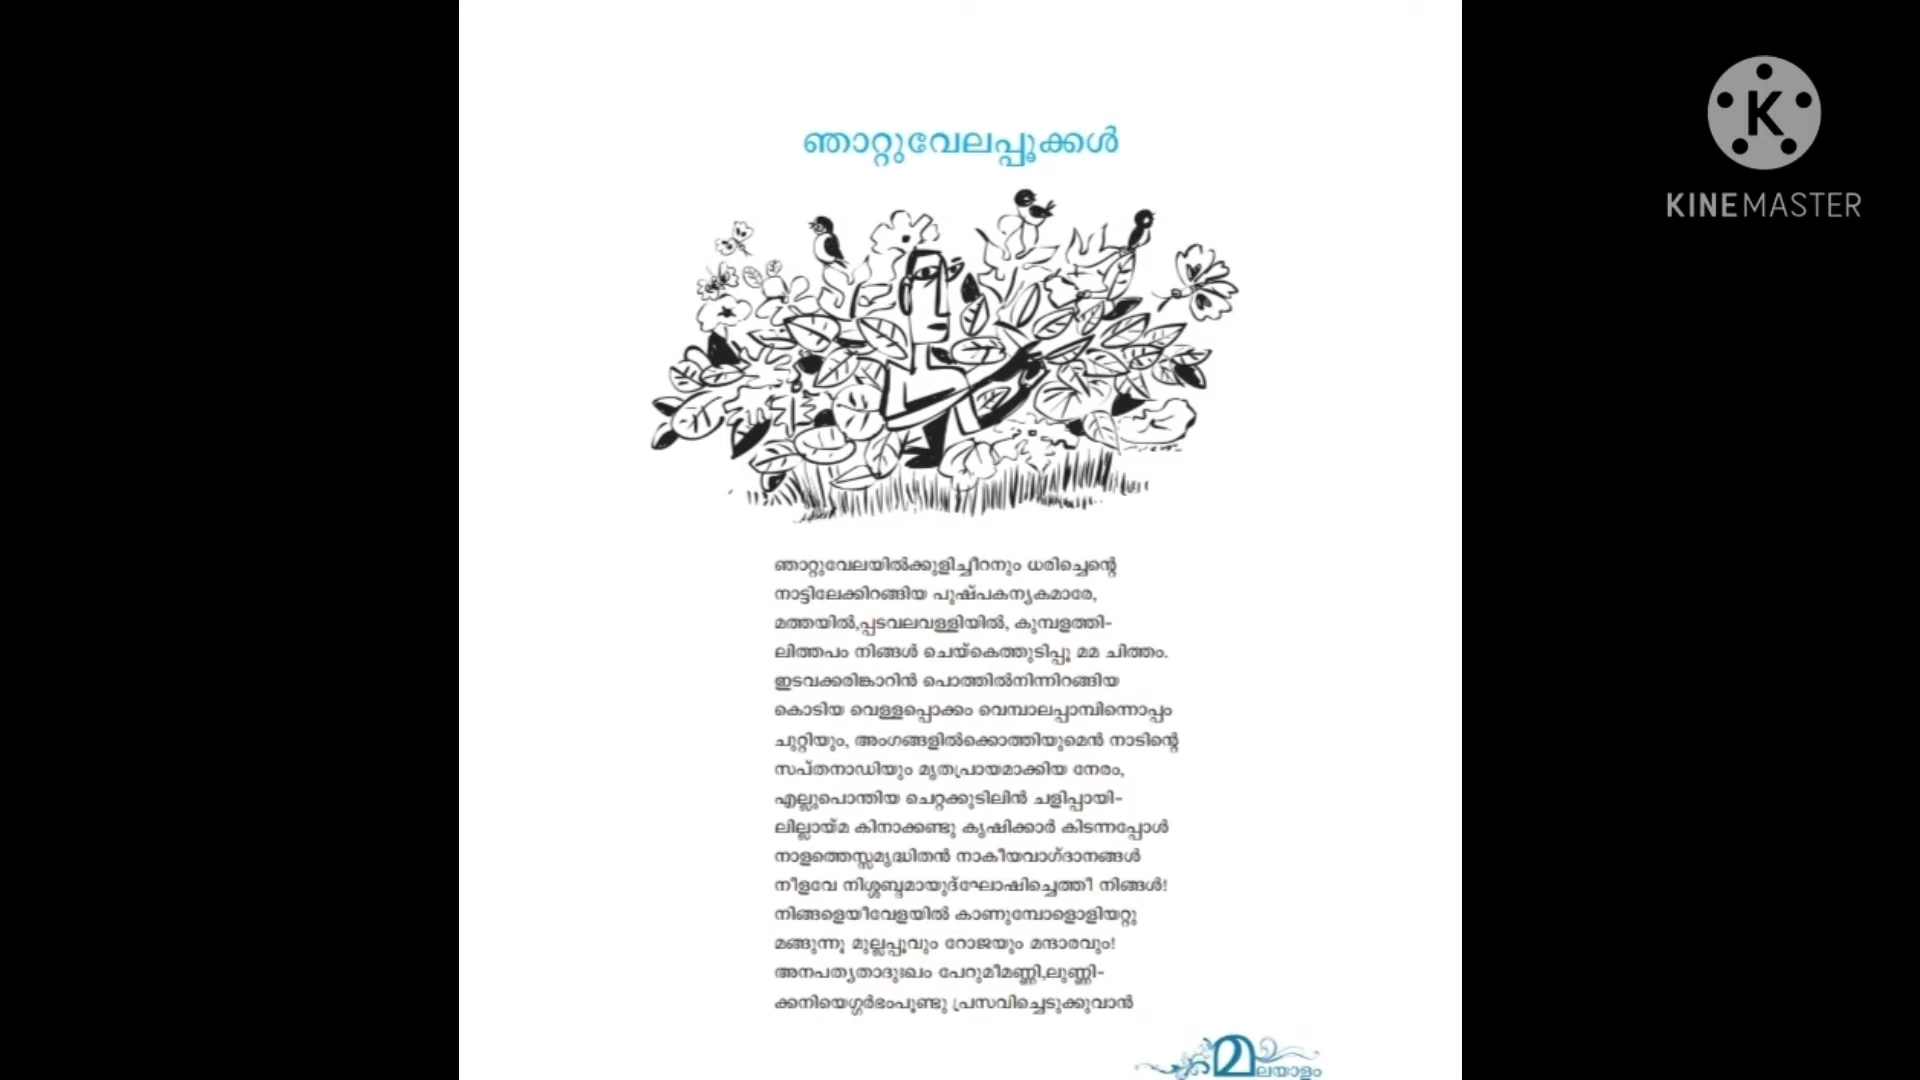 ഞാറ്റുവേലപ്പൂക്കൾ
K
KINEMASTER
ഞാറ്റുവേലയിൽക്കുളിച്ചീറനും ധരിച്ചെന്റെ
നാട്ടിലേക്കിറങ്ങിയ പുഷ്പകന്യകമാരേ,
മത്തയിൽ,പ്പടവലവള്ളിയിൽ, കുമ്പളത്തി-
ലിത്തപം നിങ്ങൾ ചെയ്കെത്തുടിപ്പൂ മമ ചിത്തം.
ഇടവക്കരിങ്കാറിൻ പൊത്തിൽനിന്നിറങ്ങിയ
കൊടിയ വെള്ളപ്പൊക്കം വെമ്പാലപ്പാമ്പിന്നൊപ്പം
ചുറ്റിയും, അംഗങ്ങളിൽക്കൊത്തിയുമെൻ നാടിന്റെ
സപ്തനാഡിയും മൃതപ്രായമാക്കിയ നേരം,
എല്ലുപൊന്തിയ ചെറ്റക്കുടിലിൻ ചളിപ്പായി-
ലില്ലായ്മ കിനാക്കണ്ടു കൃഷിക്കാർ കിടന്നപ്പോൾ
നാളത്തെസ്സമൃദ്ധിതൻ നാകീയവാഗ്ദാനങ്ങൾ
നീളവേ നിശ്ശബ്ദമായുദ്ഘോഷിച്ചെത്തീ നിങ്ങൾ!
നിങ്ങളെയീവേളയിൽ കാണുമ്പോളൊളിയറ്റു
മങ്ങുന്നൂ മുല്ലപ്പൂവും റോജയും മന്ദാരവും!
അനപത്യതാദുഃഖം പേറുമീമണ്ണി,ലുണ്ണി-
ക്കനിയെഗ്ഗർഭംപൂണ്ടു പ്രസവിച്ചെടുക്കുവാൻ
മലയാളം